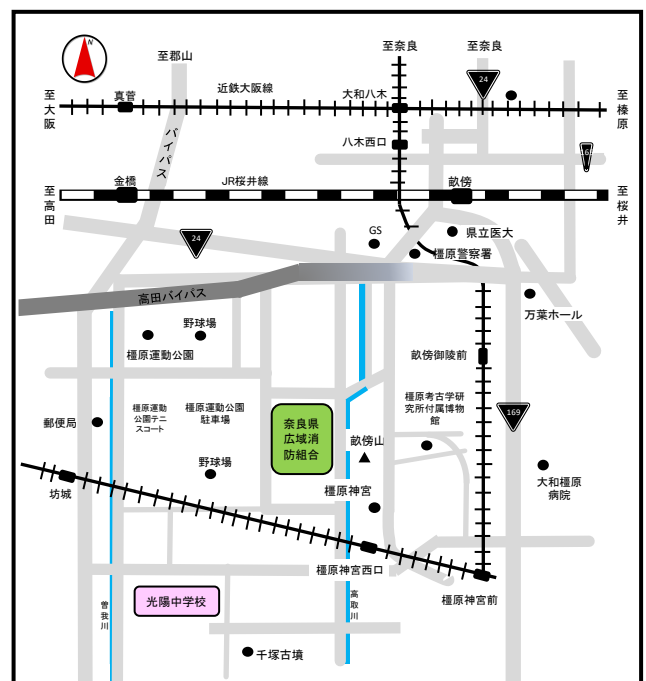 N
至郡山
至奈良
至奈良
24
近鉄大阪線
至大阪
真菅
大和八木
至榛原
バイパス
八木西口
至高田
金橋
JR桜井線
畝傍
至桜井
24
GS
県立医大
橿原警察署
高田バイパス
万葉ホール
野球場
橿原運動公園
畝傍御陵前
橿原運動
公園テニ
スコート
橿原運動公園
駐車場
橿原考古学研
究所付属博物
館
169
郵便局
奈良県
広域消
防組合
畝傍山
野球場
坊城
橿原神宮
大和橿原
病院
橿原神宮西口
橿原神宮前
曽我川
光陽中学校
高取川
千塚古墳